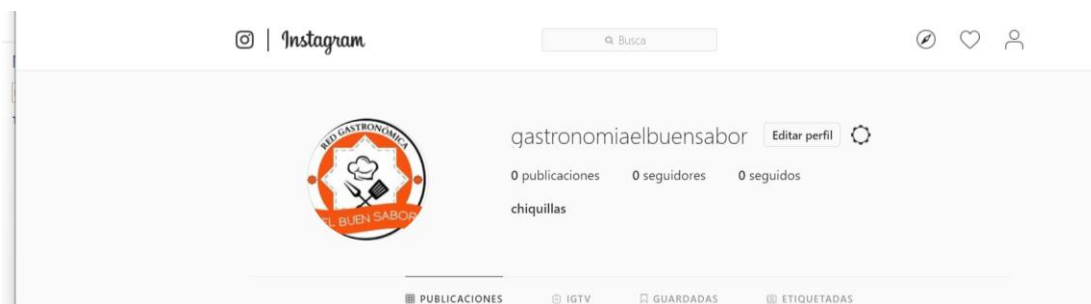 Instagram
Busca
RED GASTRONÓMICA
EL BUEN SABOR
gastronomiaelbuensabor Editar perfil
0 publicaciones 0 seguidores 0 seguidos
chiquillas
PUBLICACIONES IGTV GUARDADAS ETIQUETADAS